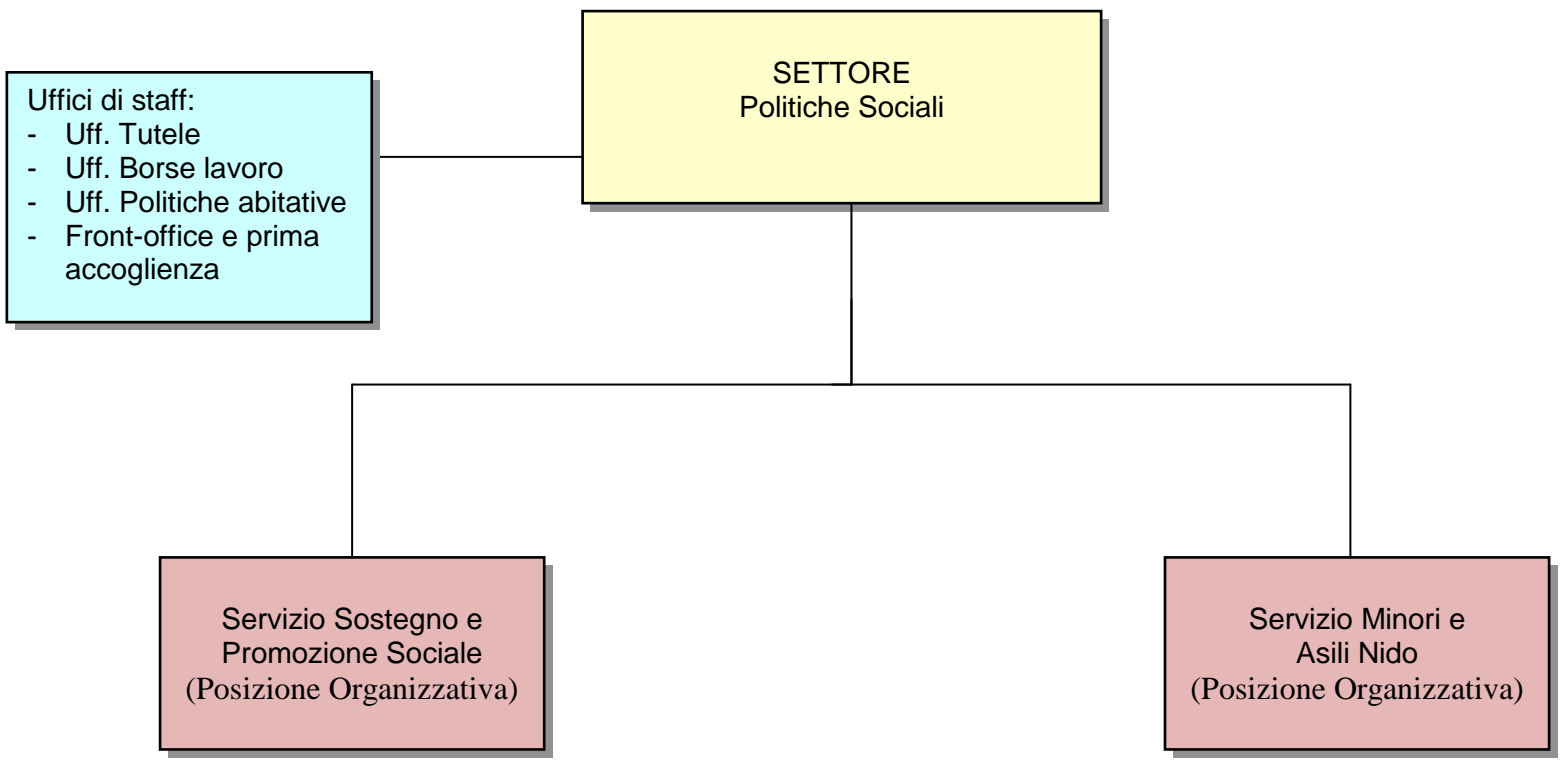 SETTORE
Politiche Sociali
Uffici di staff:
- Uff. Tutele
- Uff. Borse lavoro
- Uff. Politiche abitative
- Front-office e prima
accoglienza
Servizio Sostegno e
Promozione Sociale
(Posizione Organizzativa)
Servizio Minori e
Asili Nido
(Posizione Organizzativa)